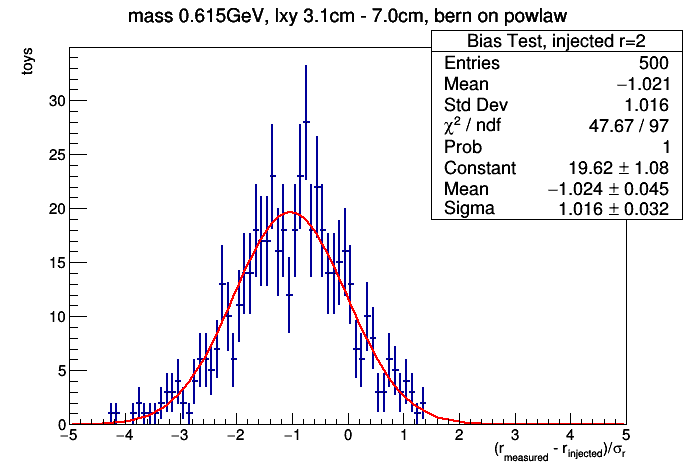 mass 0.615GeV, lxy 3.1cm - 7.0cm, bern on powlaw
Bias Test, injected r=2
Entries 500
Mean −1.021
Std Dev 1.016
χ² / ndf 47.67 / 97
Prob 1
Constant 19.62 ± 1.08
Mean −1.024 ± 0.045
Sigma 1.016 ± 0.032
toys
30
25
20
15
10
5
0
−5 −4 −3 −2 −1 0 1 2 3 4 5
(r_measured - r_injected)/σ_r